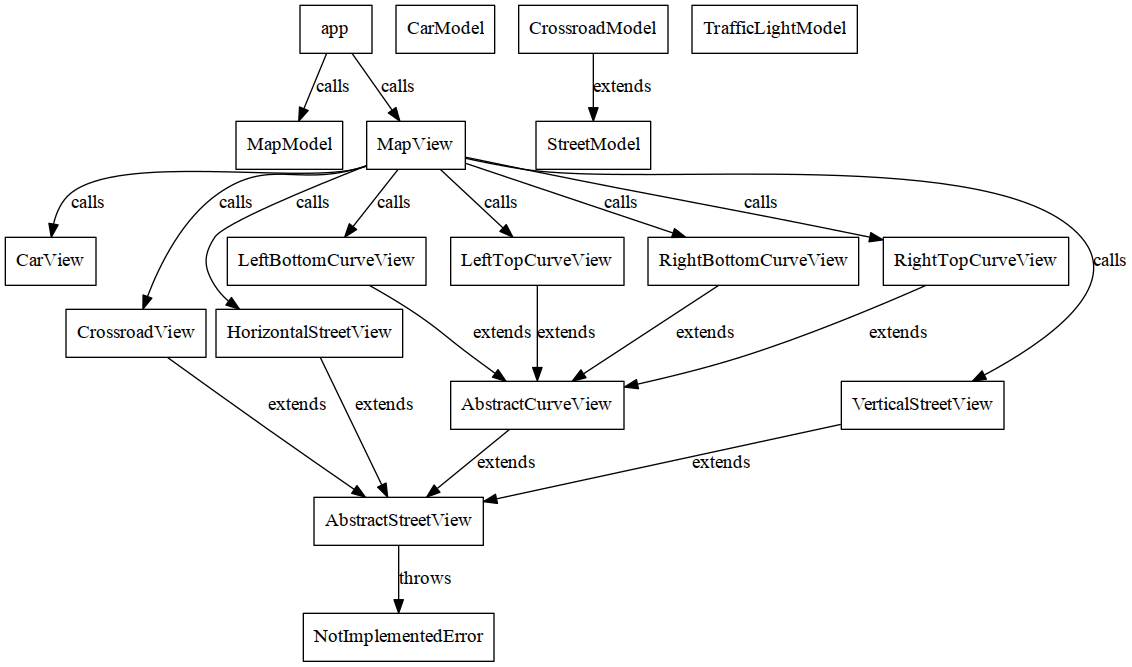 app
CarModel
CrossroadModel
TrafficLightModel
calls
calls
extends
MapModel
MapView
StreetModel
calls
calls
calls
calls
calls
calls
calls
calls
CarView
LeftBottomCurveView
LeftTopCurveView
RightBottomCurveView
RightTopCurveView
CrossroadView
HorizontalStreetView
extends
extends
extends
extends
extends
extends
AbstractCurveView
VerticalStreetView
extends
extends
AbstractStreetView
throws
NotImplementedError